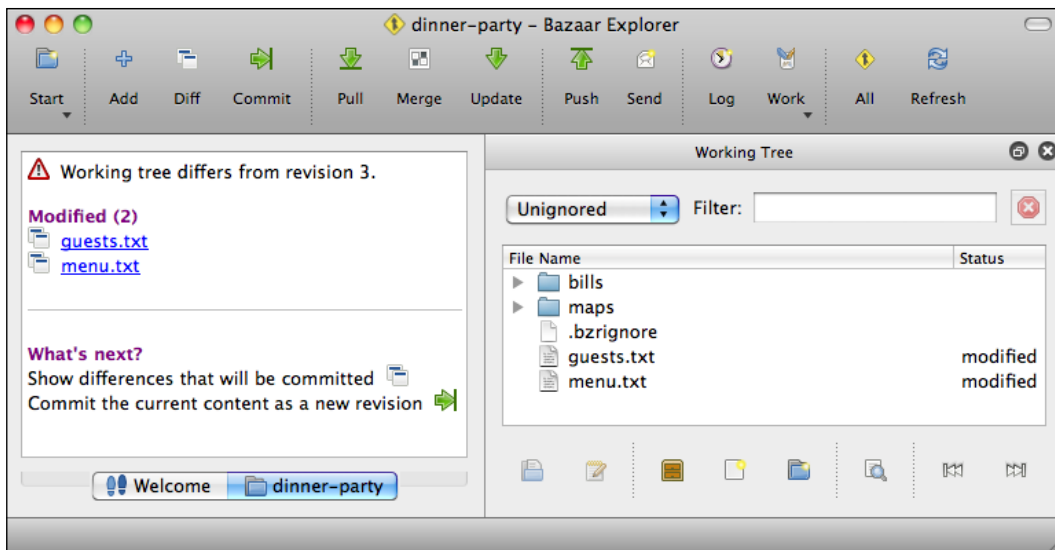 dinner-party – Bazaar Explorer
Start Add Diff Commit Pull Merge Update Push Send Log Work All Refresh
Working tree differs from revision 3.
Modified (2)
guests.txt
menu.txt
What's next?
Show differences that will be committed
Commit the current content as a new revision
Welcome dinner-party
Working Tree
Unignored Filter:
File Name Status
bills
maps
.bzrignore
guests.txt modified
menu.txt modified